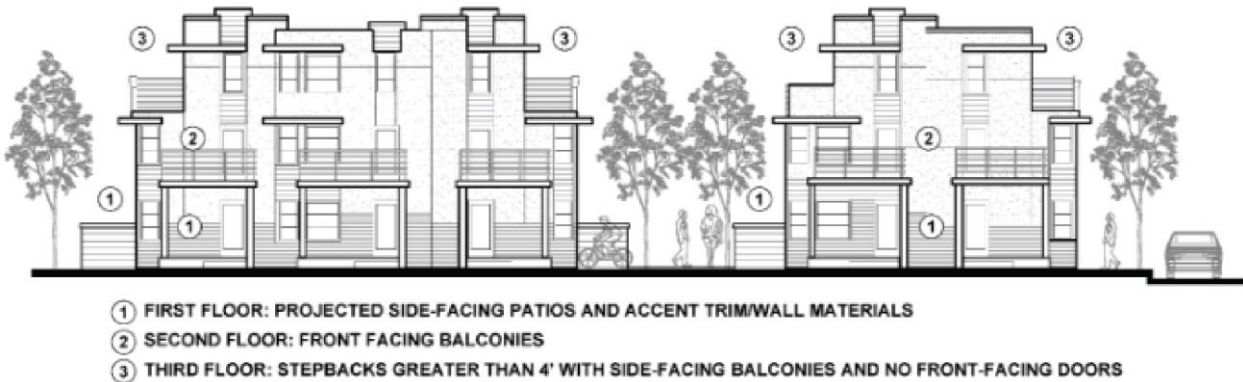 3 3 3 3
2 2
1 1
1 1
1 FIRST FLOOR: PROJECTED SIDE-FACING PATIOS AND ACCENT TRIM/WALL MATERIALS
2 SECOND FLOOR: FRONT FACING BALCONIES
3 THIRD FLOOR: STEPBACKS GREATER THAN 4' WITH SIDE-FACING BALCONIES AND NO FRONT-FACING DOORS